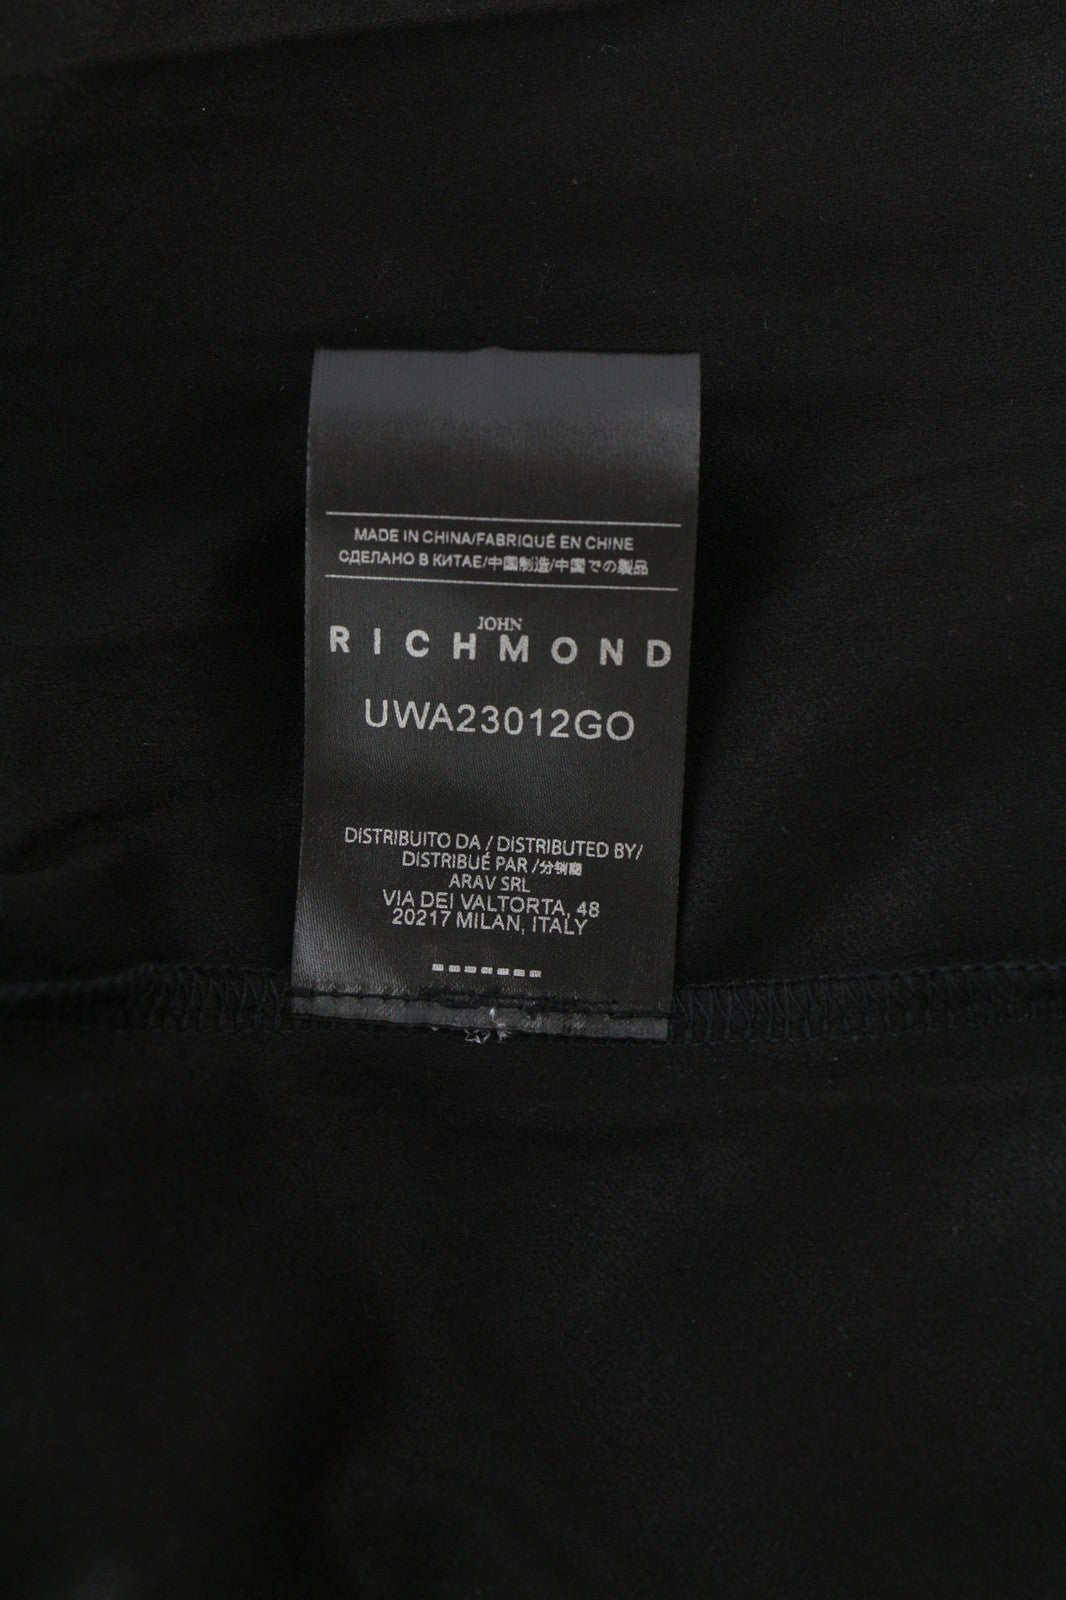 MADE IN CHINA/FABRIQUÉ EN CHINE
СДЕЛАНО В КИТАЕ/中国制造/中国での製品
JOHN
RICHMOND
UWA23012GO
DISTRIBUITO DA / DISTRIBUTED BY/
DISTRIBUÉ PAR /分销商
ARAV SRL
VIA DEI VALTORTA, 48
20217 MILAN, ITALY